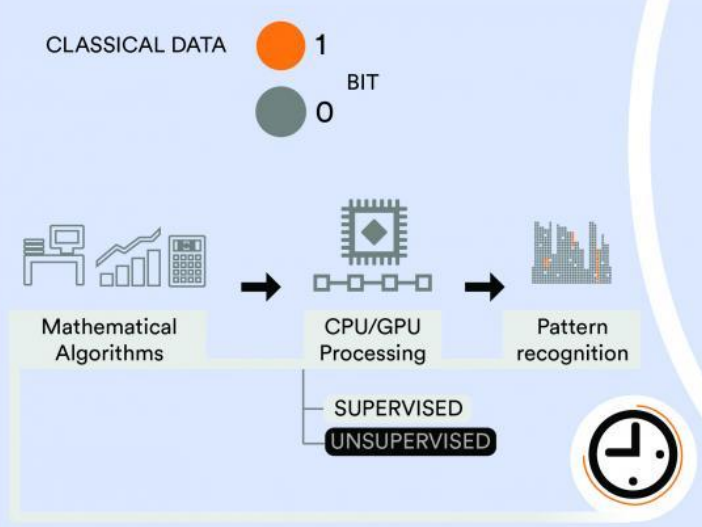 CLASSICAL DATA
1
BIT
0
Mathematical
Algorithms
CPU/GPU
Processing
Pattern
recognition
SUPERVISED
UNSUPERVISED